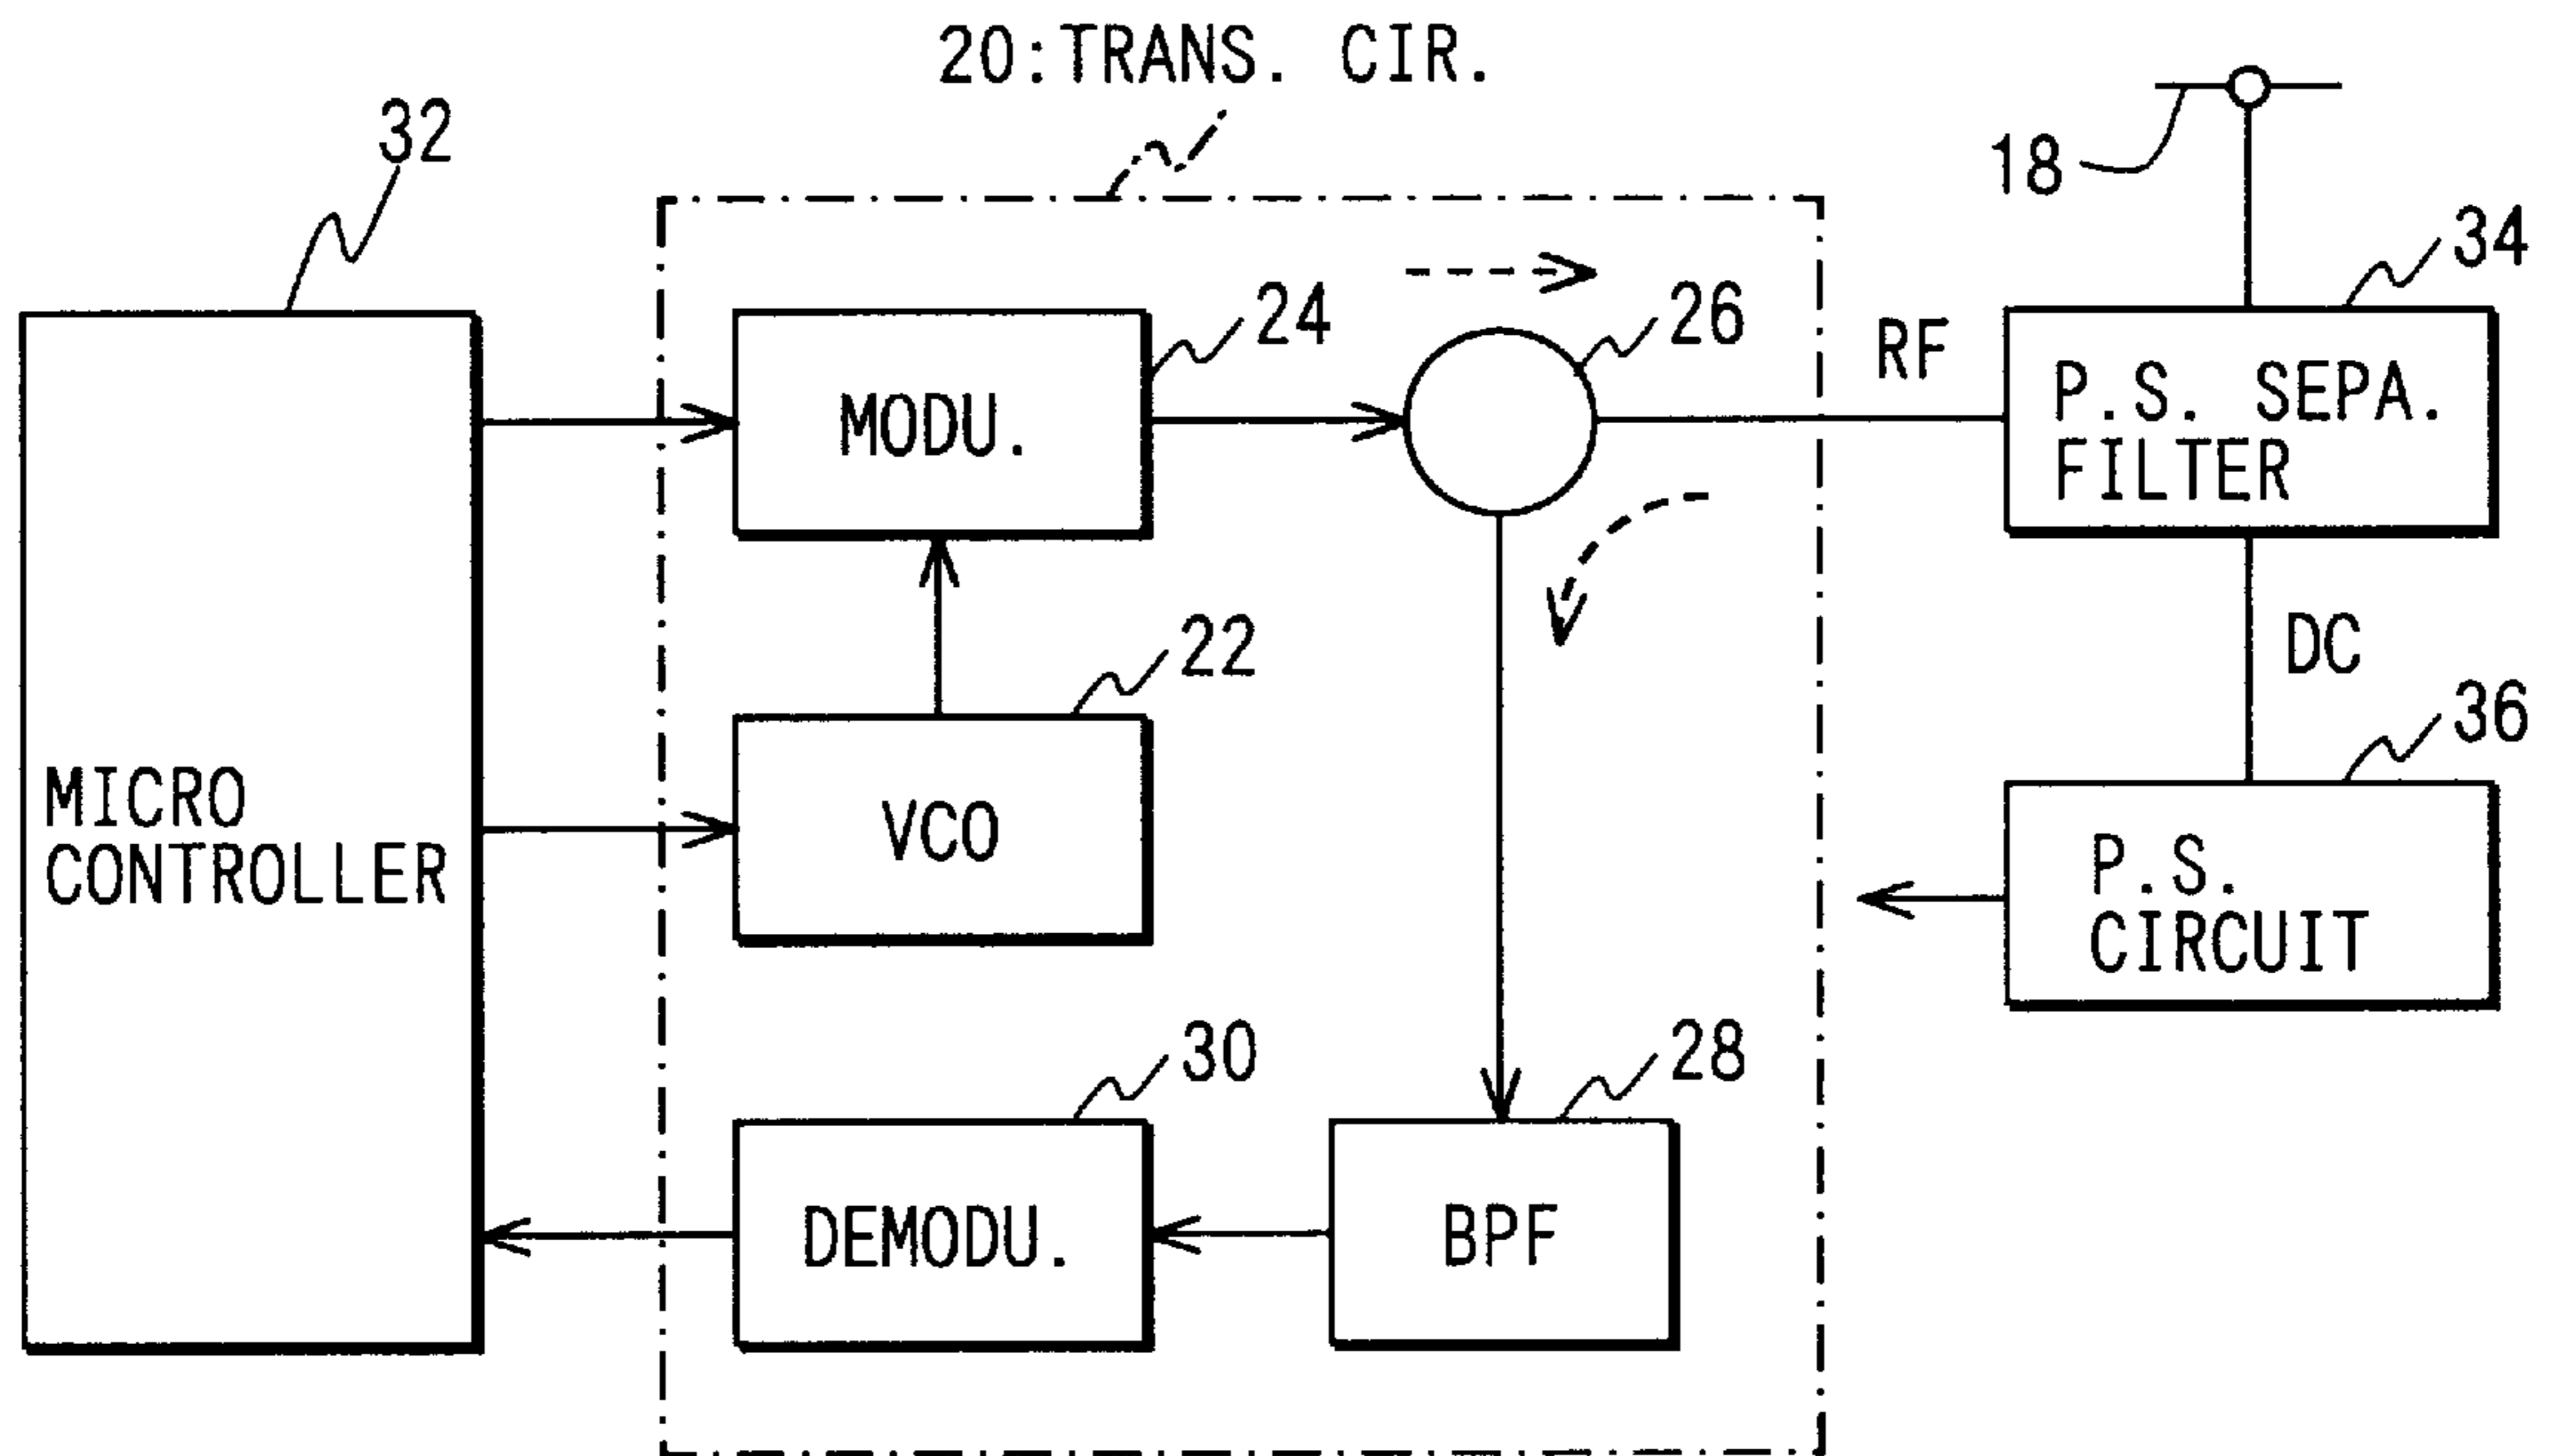 20:TRANS. CIR.
32
18
34
24
26
RF
P.S. SEPA.
FILTER
MODU.
22
DC
36
MICRO
CONTROLLER
VCO
P.S.
CIRCUIT
30
28
DEMODU.
BPF